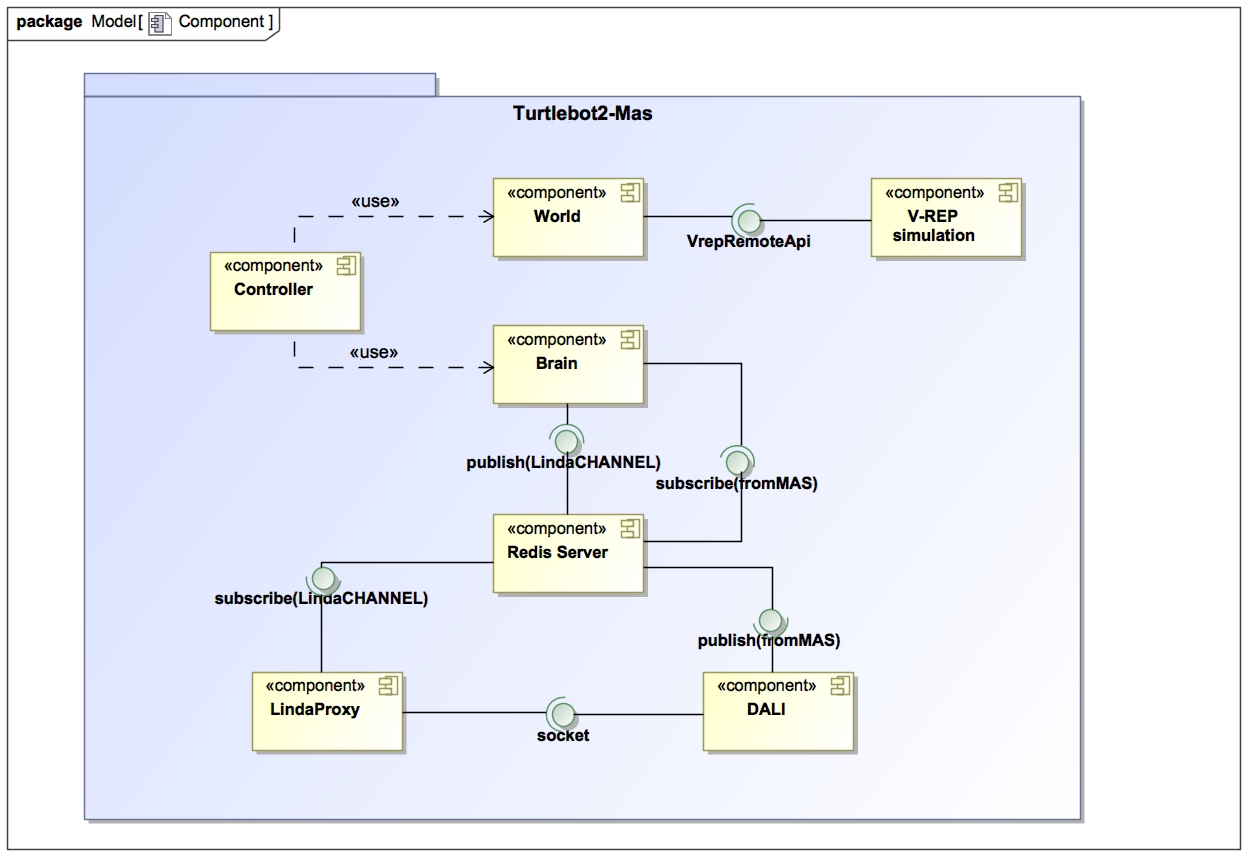 package Model[ Component ]
Turtlebot2-Mas
«component»
World
«component»
V-REP
simulation
«use»
VrepRemoteApi
«component»
Controller
«component»
Brain
«use»
publish(LindaCHANNEL)
subscribe(fromMAS)
«component»
Redis Server
subscribe(LindaCHANNEL)
publish(fromMAS)
«component»
LindaProxy
«component»
DALI
socket